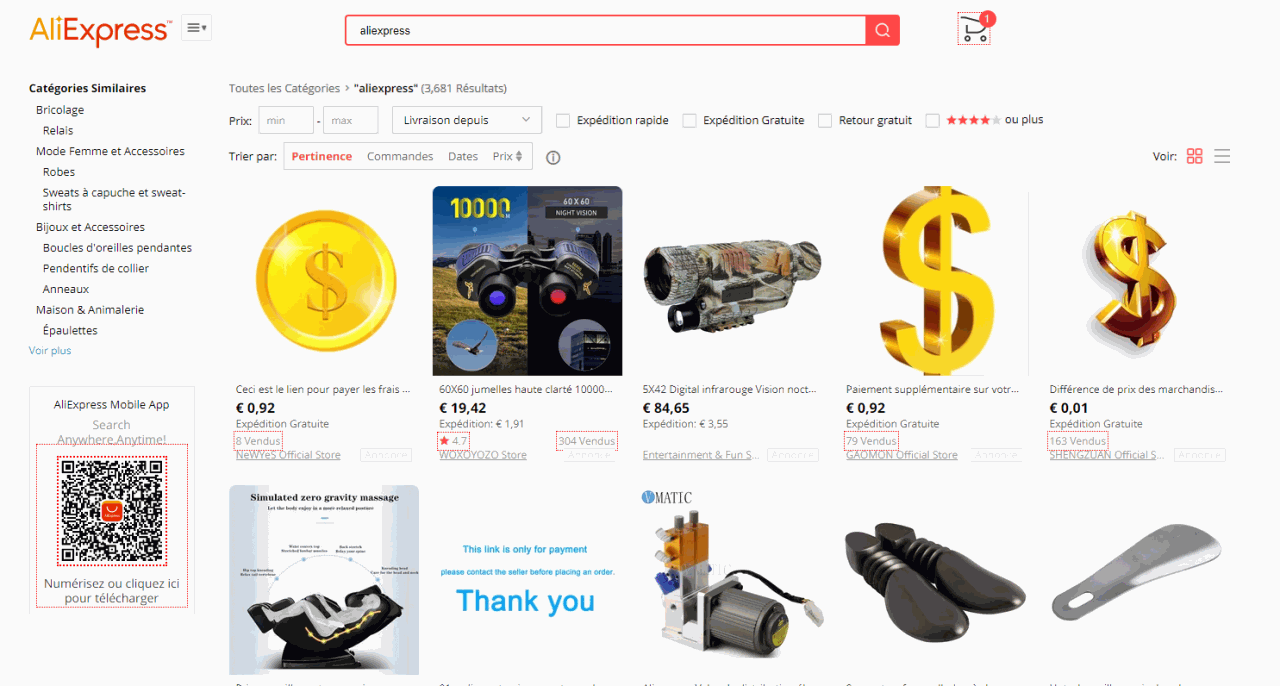 AliExpress™
aliexpress
1
Catégories Similaires
Bricolage
Relais
Mode Femme et Accessoires
Robes
Sweats à capuche et sweat-
shirts
Bijoux et Accessoires
Boucles d'oreilles pendantes
Pendentifs de collier
Anneaux
Maison & Animalerie
Épaulettes
Voir plus
AliExpress Mobile App
Search
Anywhere,Anytime!
Numérisez ou cliquez ici
pour télécharger
Toutes les Catégories > "aliexpress" (3,681 Résultats)
Prix: min - max Livraison depuis Expédition rapide Expédition Gratuite Retour gratuit ou plus
Trier par: Pertinence Commandes Dates Prix
Voir:
10000
60 X 60
NIGHT VISION
Ceci est le lien pour payer les frais ...
€ 0,92
Expédition Gratuite
8 Vendus
NeWYeS Official Store
60X60 jumelles haute clarté 10000...
€ 19,42
Expédition: € 1,91
4.7 304 Vendus
WOXOYOZO Store
5X42 Digital infrarouge Vision noct...
€ 84,65
Expédition: € 3,55
Entertainment & Fun S...
Paiement supplémentaire sur votr...
€ 0,92
Expédition Gratuite
79 Vendus
GAOMON Official Store
Différence de prix des marchandis...
€ 0,01
Expédition Gratuite
163 Vendus
SHENGZUAN Official S...
Simulated zero gravity massage
Let the body enjoy in a more relaxed posture
This link is only for payment
please contact the seller before placing an order.
Thank you
VMATIC